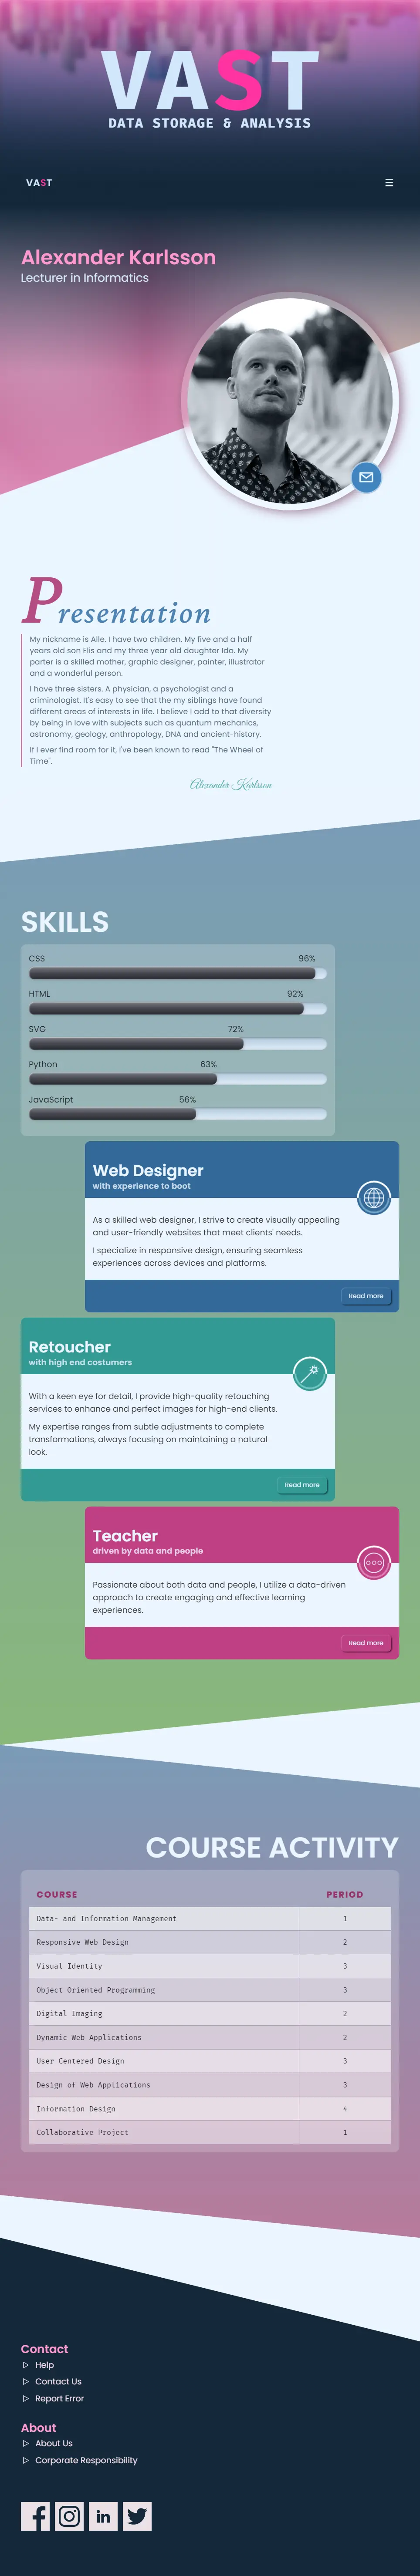 VAST
DATA STORAGE & ANALYSIS
VAST
Alexander Karlsson
Lecturer in Informatics
Presentation
My nickname is Alle. I have two children. My five and a half
years old son Elis and my three year old daughter Ida. My
parter is a skilled mother, graphic designer, painter, illustrator
and a wonderful person.
I have three sisters. A physician, a psychologist and a
criminologist. It's easy to see that the my siblings have found
different areas of interests in life. I believe I add to that diversity
by being in love with subjects such as quantum mechanics,
astronomy, geology, anthropology, DNA and ancient-history.
If I ever find room for it, I've been known to read "The Wheel of
Time".
Alexander Karlsson
SKILLS
CSS 96%
HTML 92%
SVG 72%
Python 63%
JavaScript 56%
Web Designer
with experience to boot
As a skilled web designer, I strive to create visually appealing
and user-friendly websites that meet clients' needs.
I specialize in responsive design, ensuring seamless
experiences across devices and platforms.
Read more
Retoucher
with high end costumers
With a keen eye for detail, I provide high-quality retouching
services to enhance and perfect images for high-end clients.
My expertise ranges from subtle adjustments to complete
transformations, always focusing on maintaining a natural
look.
Read more
Teacher
driven by data and people
Passionate about both data and people, I utilize a data-driven
approach to create engaging and effective learning
experiences.
Read more
COURSE ACTIVITY
COURSE PERIOD
Data- and Information Management 1
Responsive Web Design 2
Visual Identity 3
Object Oriented Programming 3
Digital Imaging 2
Dynamic Web Applications 2
User Centered Design 3
Design of Web Applications 3
Information Design 4
Collaborative Project 1
Contact
Help
Contact Us
Report Error
About
About Us
Corporate Responsibility